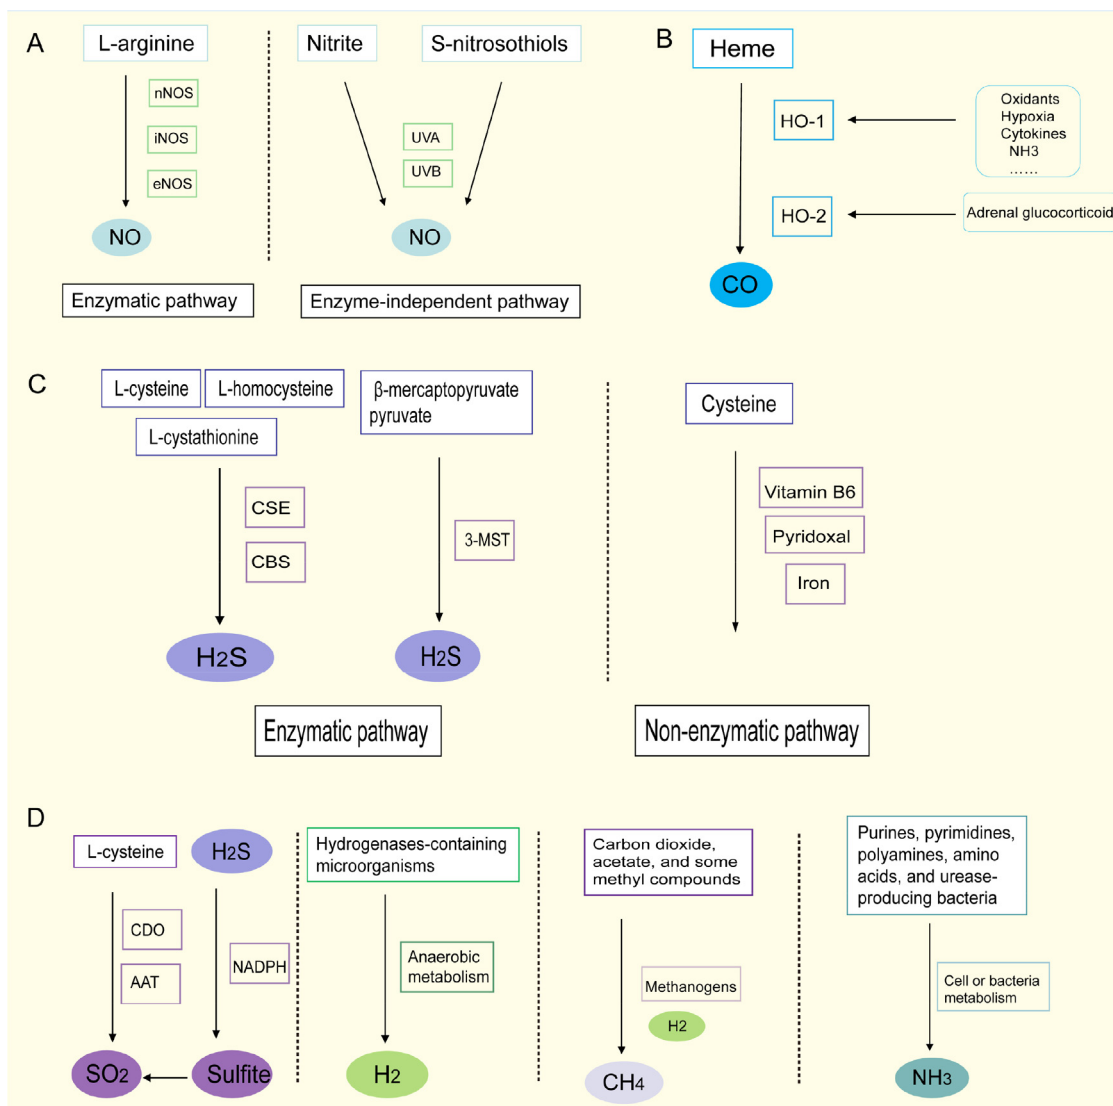 A
L-arginine
nNOS
iNOS
eNOS
NO
Enzymatic pathway
Nitrite
S-nitrosothiols
UVA
UVB
NO
Enzyme-independent pathway
B
Heme
HO-1
Oxidants
Hypoxia
Cytokines
NH3
......
HO-2
Adrenal glucocorticoid
CO
C
L-cysteine
L-homocysteine
L-cystathionine
CSE
CBS
H2S
β-mercaptopyruvate
pyruvate
3-MST
H2S
Enzymatic pathway
Cysteine
Vitamin B6
Pyridoxal
Iron
Non-enzymatic pathway
D
L-cysteine
H2S
CDO
AAT
NADPH
SO2
Sulfite
Hydrogenases-containing
microorganisms
Anaerobic
metabolism
H2
Carbon dioxide,
acetate, and some
methyl compounds
Methanogens
H2
CH4
Purines, pyrimidines,
polyamines, amino
acids, and urease-
producing bacteria
Cell or bacteria
metabolism
NH3